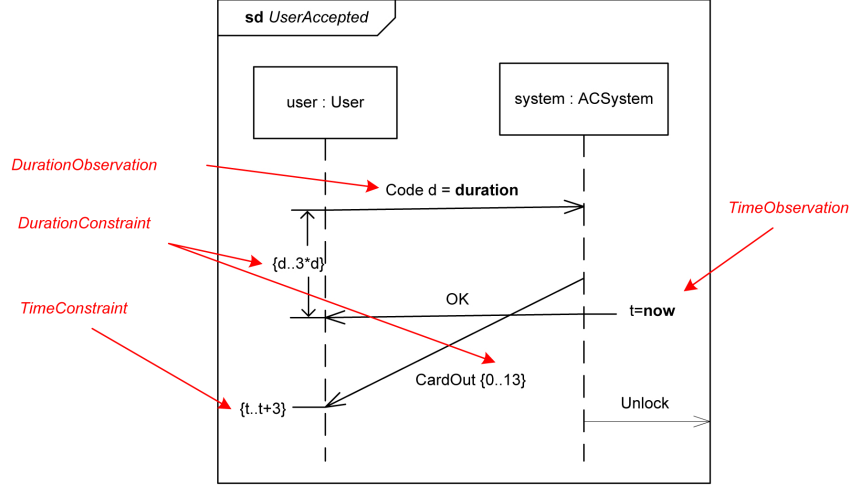 sd UserAccepted
user : User
system : ACSystem
DurationObservation
Code d = duration
TimeObservation
DurationConstraint
{d..3*d}
OK
t=now
TimeConstraint
CardOut {0..13}
{t..t+3}
Unlock